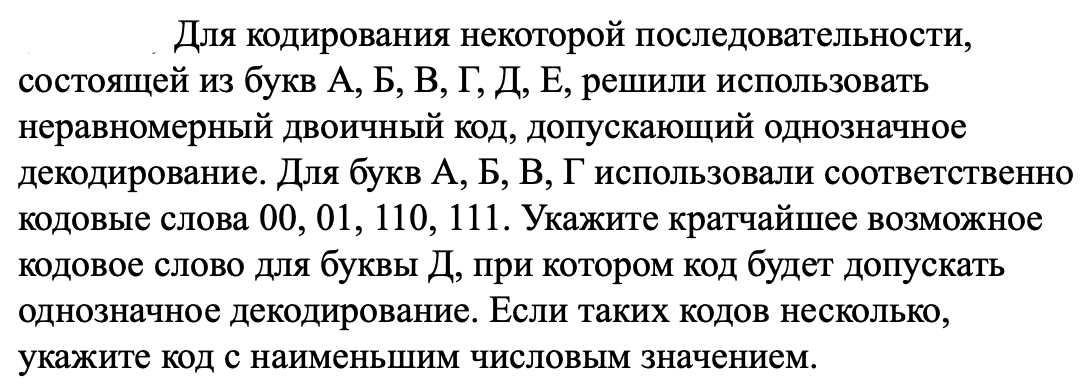 Для кодирования некоторой последовательности,
состоящей из букв А, Б, В, Г, Д, Е, решили использовать
неравномерный двоичный код, допускающий однозначное
декодирование. Для букв А, Б, В, Г использовали соответственно
кодовые слова 00, 01, 110, 111. Укажите кратчайшее возможное
кодовое слово для буквы Д, при котором код будет допускать
однозначное декодирование. Если таких кодов несколько,
укажите код с наименьшим числовым значением.